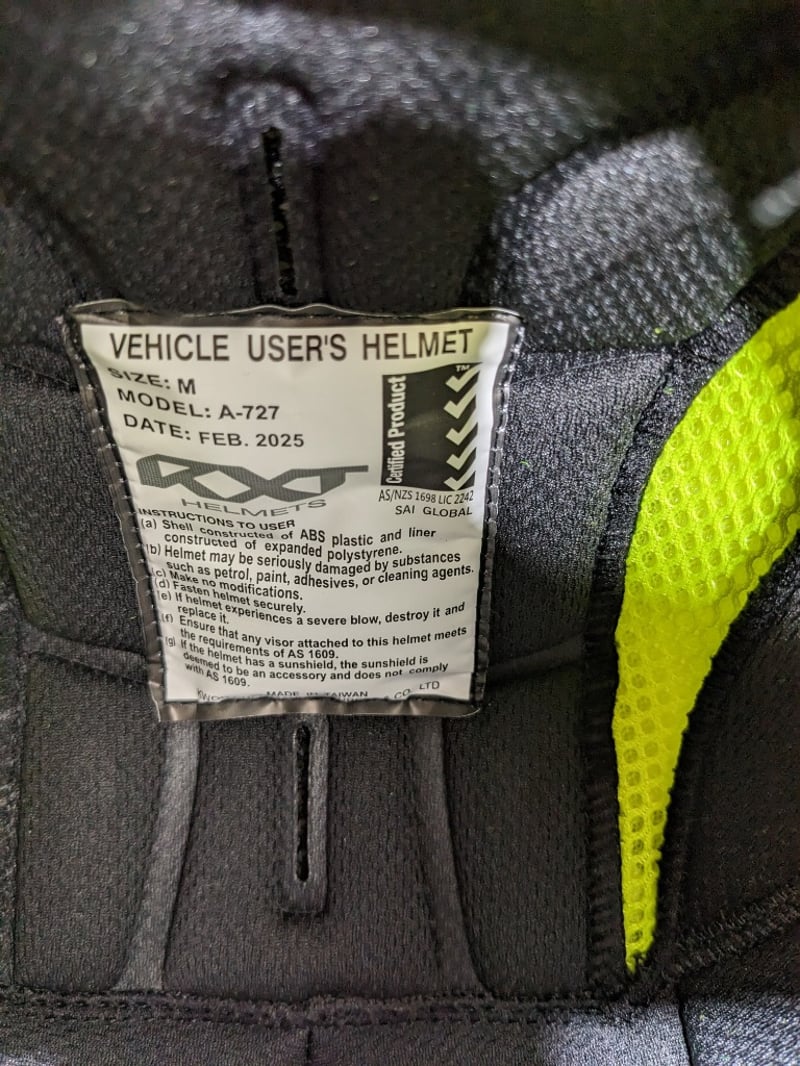 VEHICLE USER'S HELMET
SIZE: M
MODEL: A-727
DATE: FEB. 2025
Certified Product
TM
AS/NZS 1698 LIC 2242
SAI GLOBAL
RXT
HELMETS
INSTRUCTIONS TO USER
(a) Shell constructed of ABS plastic and liner
constructed of expanded polystyrene.
(b) Helmet may be seriously damaged by substances
such as petrol, paint, adhesives, or cleaning agents.
(c) Make no modifications.
(d) Fasten helmet securely.
(e) If helmet experiences a severe blow, destroy it and
replace it.
(f) Ensure that any visor attached to this helmet meets
the requirements of AS 1609.
(g) If the helmet has a sunshield, the sunshield is
deemed to be an accessory and does not comply
with AS 1609.
MADE IN TAIWAN
& CO. LTD